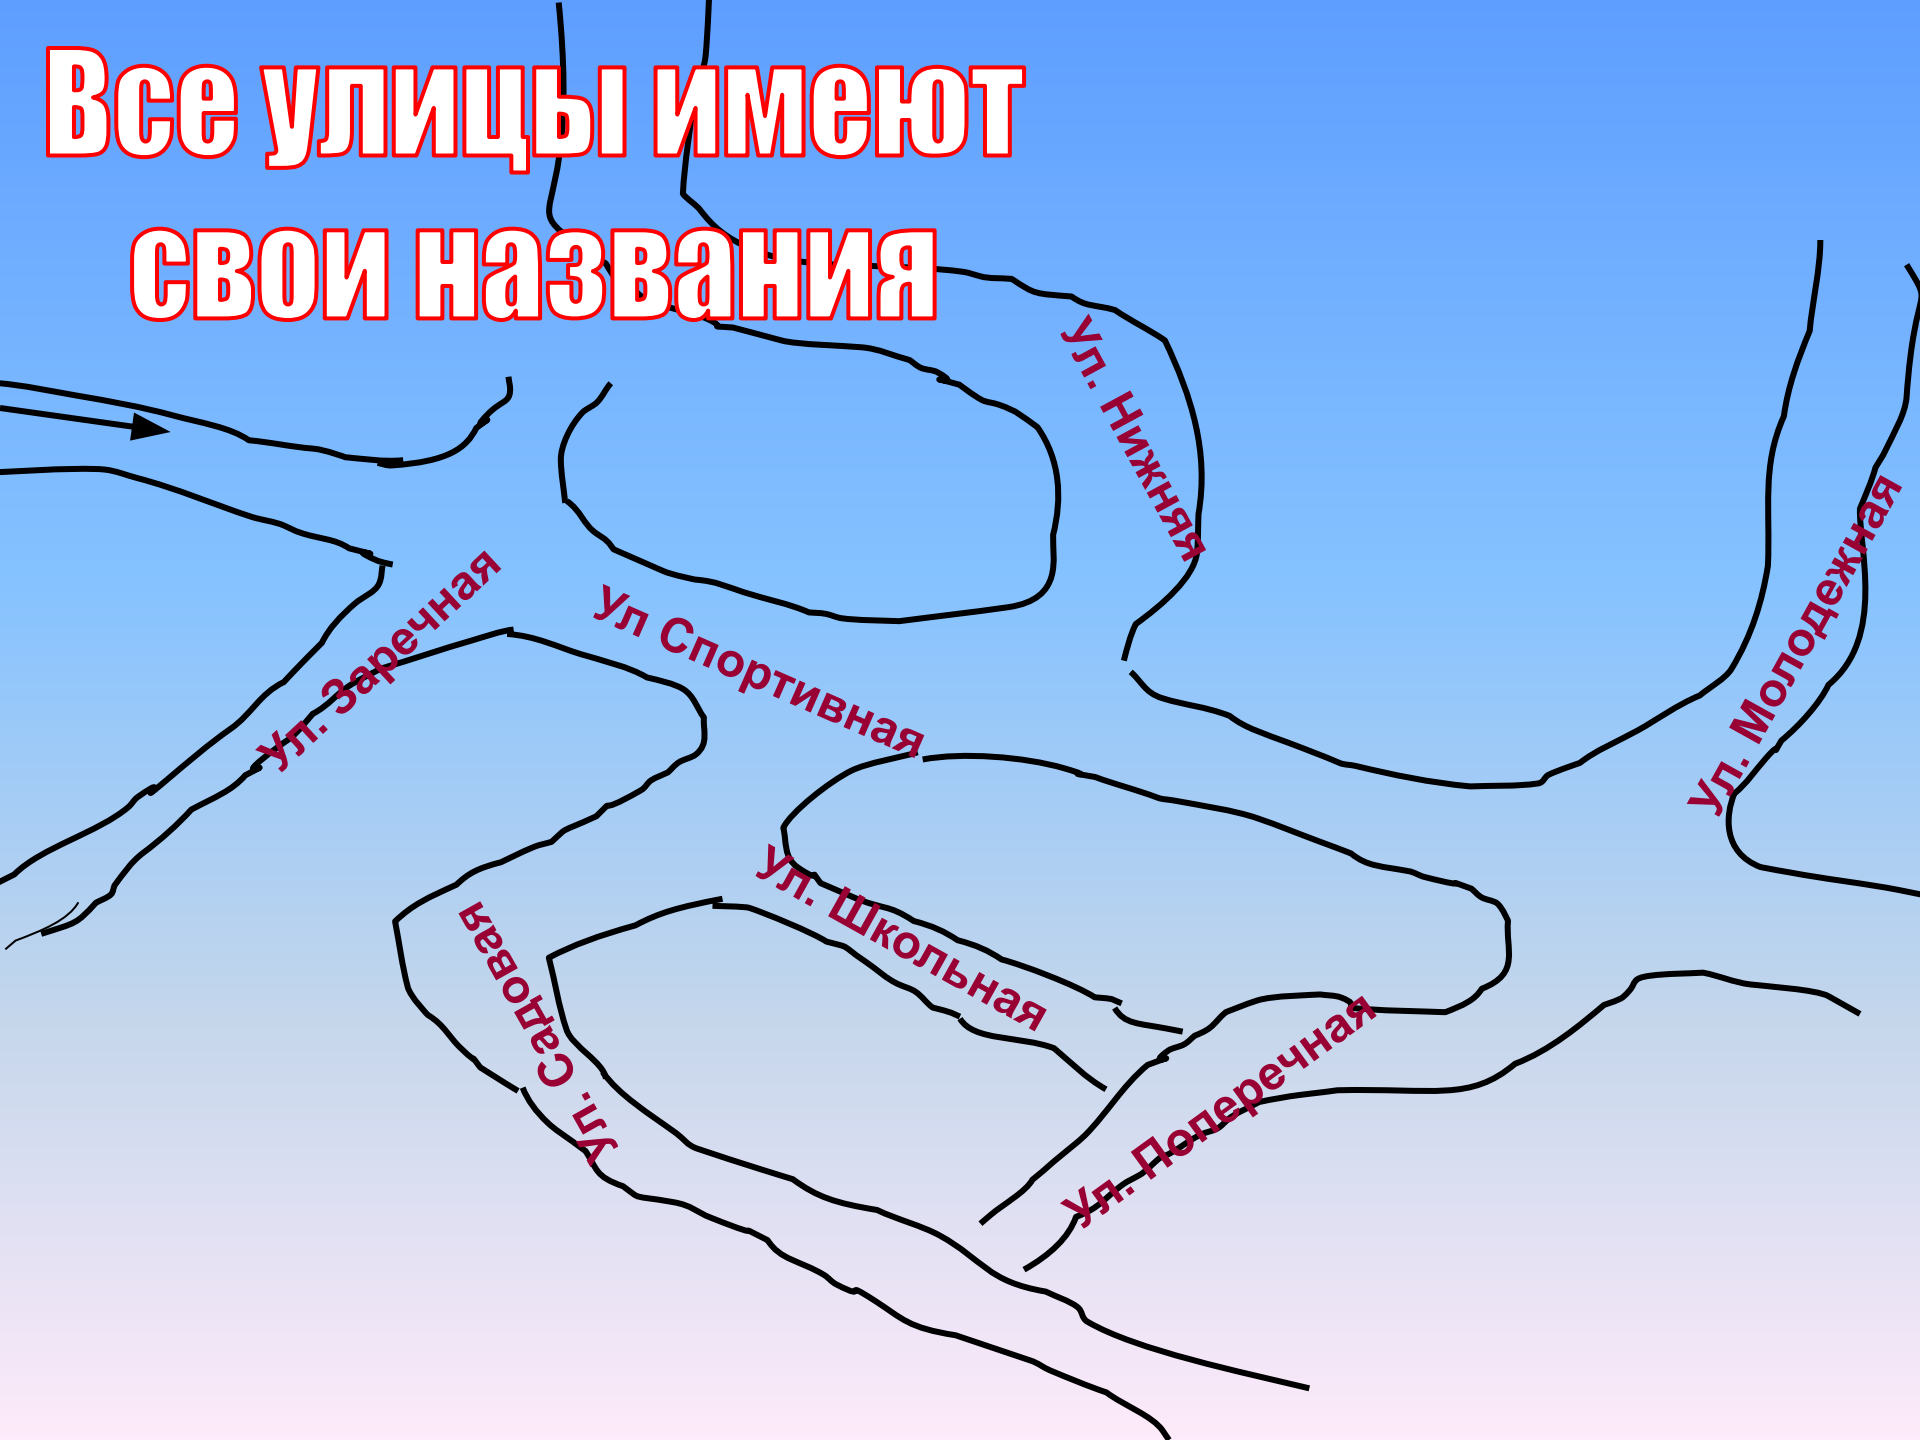 Все улицы имеют
свои названия
Ул. Нижняя
Ул. Молодежная
Ул. Заречная
Ул Спортивная
Ул. Школьная
Ул. Садовая
Ул. Поперечная